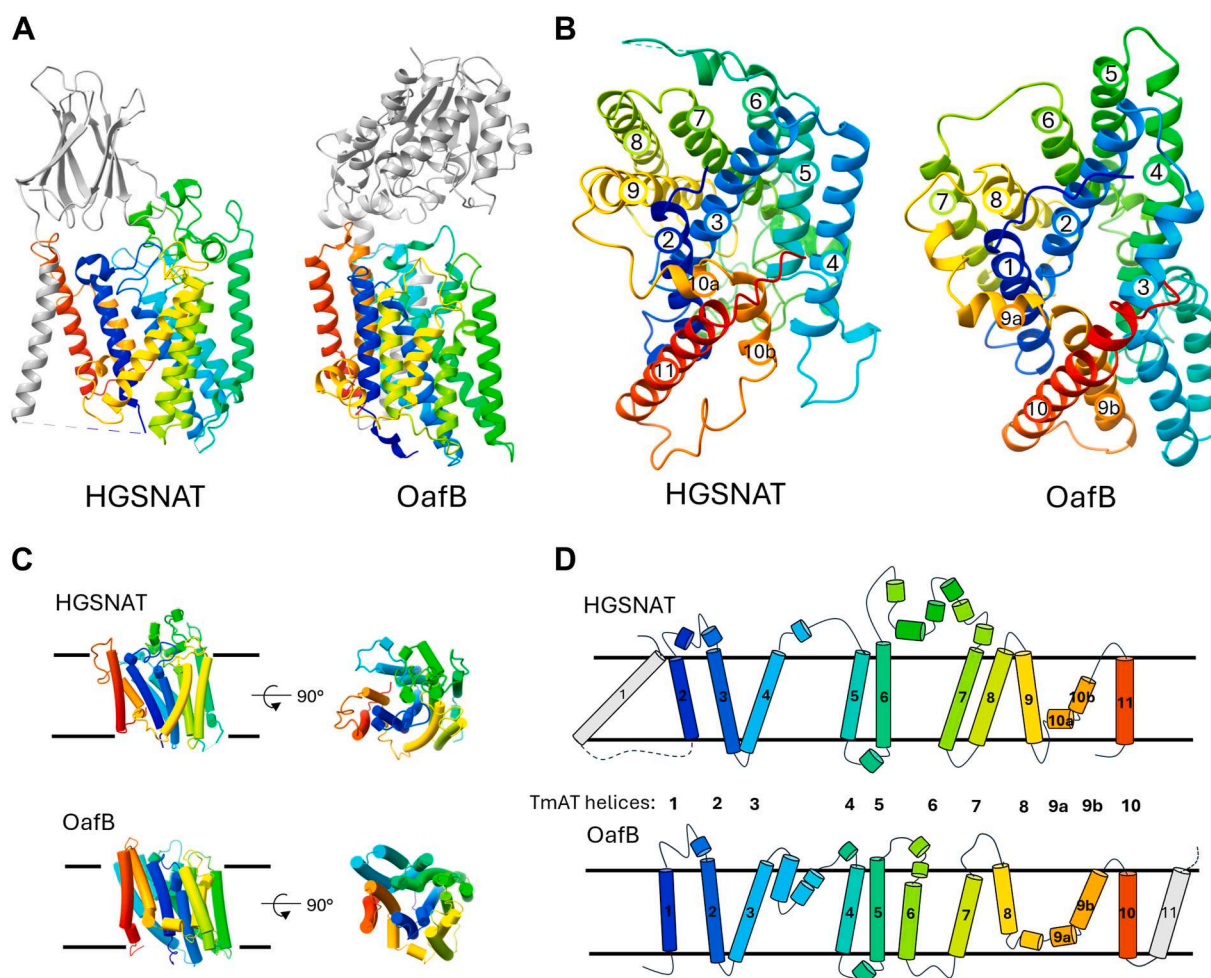 A
HGSNAT
OafB
B
6
7
8
5
9
3
2
4
10a
10b
11
HGSNAT
5
6
4
8
7
2
1
3
9a
10
9b
OafB
C
HGSNAT
90°
OafB
90°
D
HGSNAT
1 2 3 4 5 6 7 8 9 10a 10b 11
TmAT helices: 1 2 3 4 5 6 7 8 9a 9b 10
OafB
1 2 3 4 5 6 7 8 9a 9b 10 11